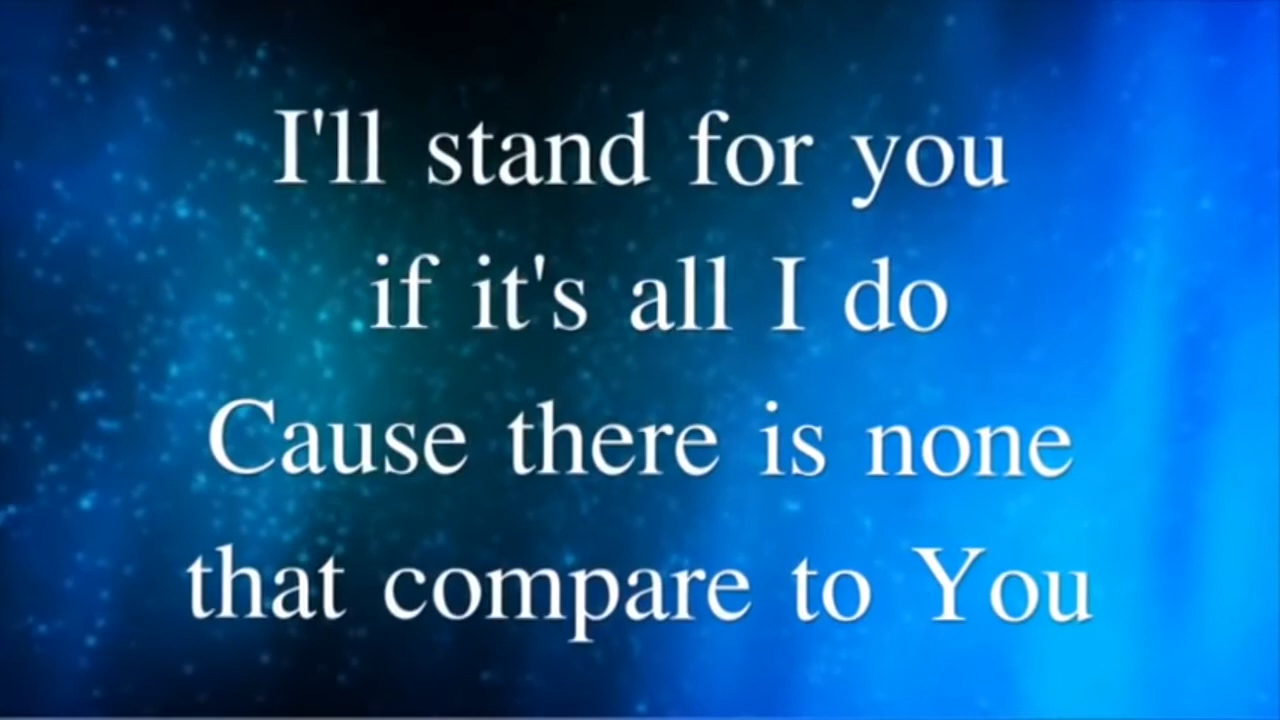 I'll stand for you
if it's all I do
Cause there is none
that compare to You